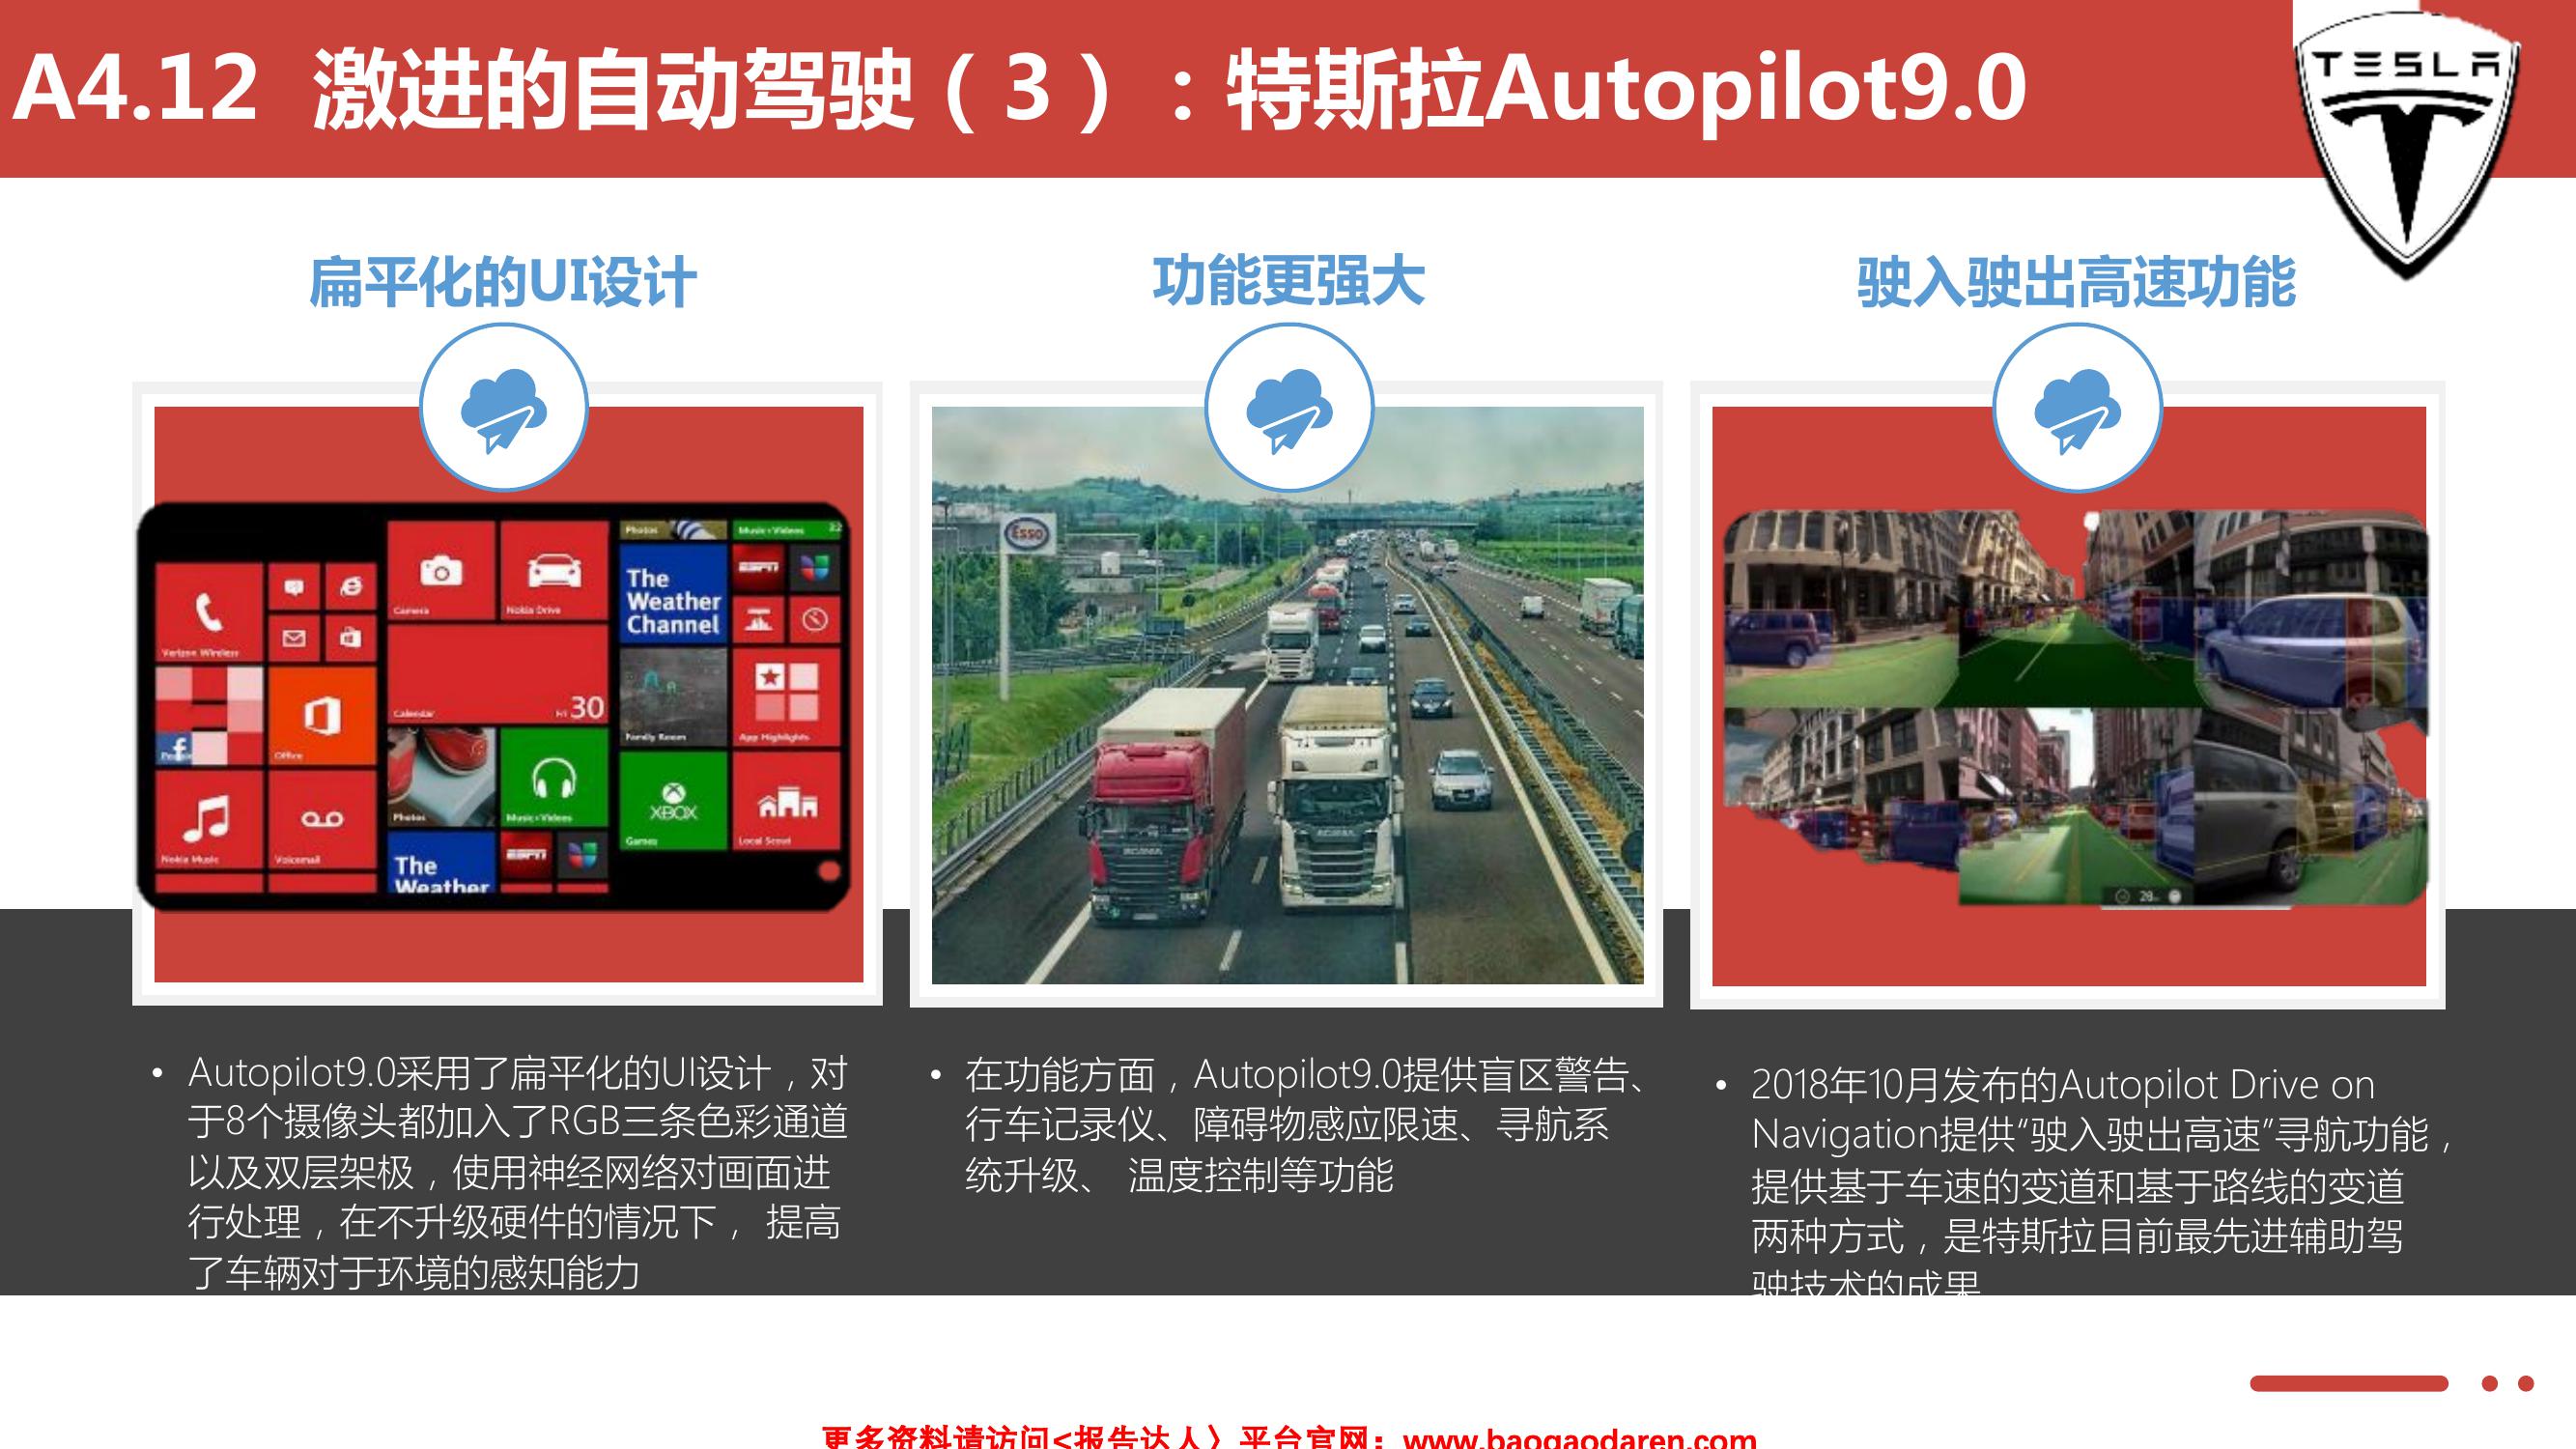 A4.12 激进的自动驾驶（3）：特斯拉Autopilot9.0
TESLA
扁平化的UI设计
功能更强大
驶入驶出高速功能
Photos
Music+Videos
22
Camera
Nokia Drive
The
Weather
Channel
ESPN
Verizon Wireless
Calendar
Fri 30
Family Room
App Highlights
Office
Photos
Music+Videos
XBOX
Games
Local Scout
Nokia Music
Voicemail
The
Weather
ESPN
Esso
SCANIA
SCANIA
28
• Autopilot9.0采用了扁平化的UI设计，对
于8个摄像头都加入了RGB三条色彩通道
以及双层架极，使用神经网络对画面进
行处理，在不升级硬件的情况下， 提高
了车辆对于环境的感知能力
• 在功能方面，Autopilot9.0提供盲区警告、
行车记录仪、障碍物感应限速、寻航系
统升级、 温度控制等功能
• 2018年10月发布的Autopilot Drive on
Navigation提供“驶入驶出高速”寻航功能，
提供基于车速的变道和基于路线的变道
两种方式，是特斯拉目前最先进辅助驾
驶技术的成果
更多资料请访问<报告达人〉平台官网：www.baogaodaren.com